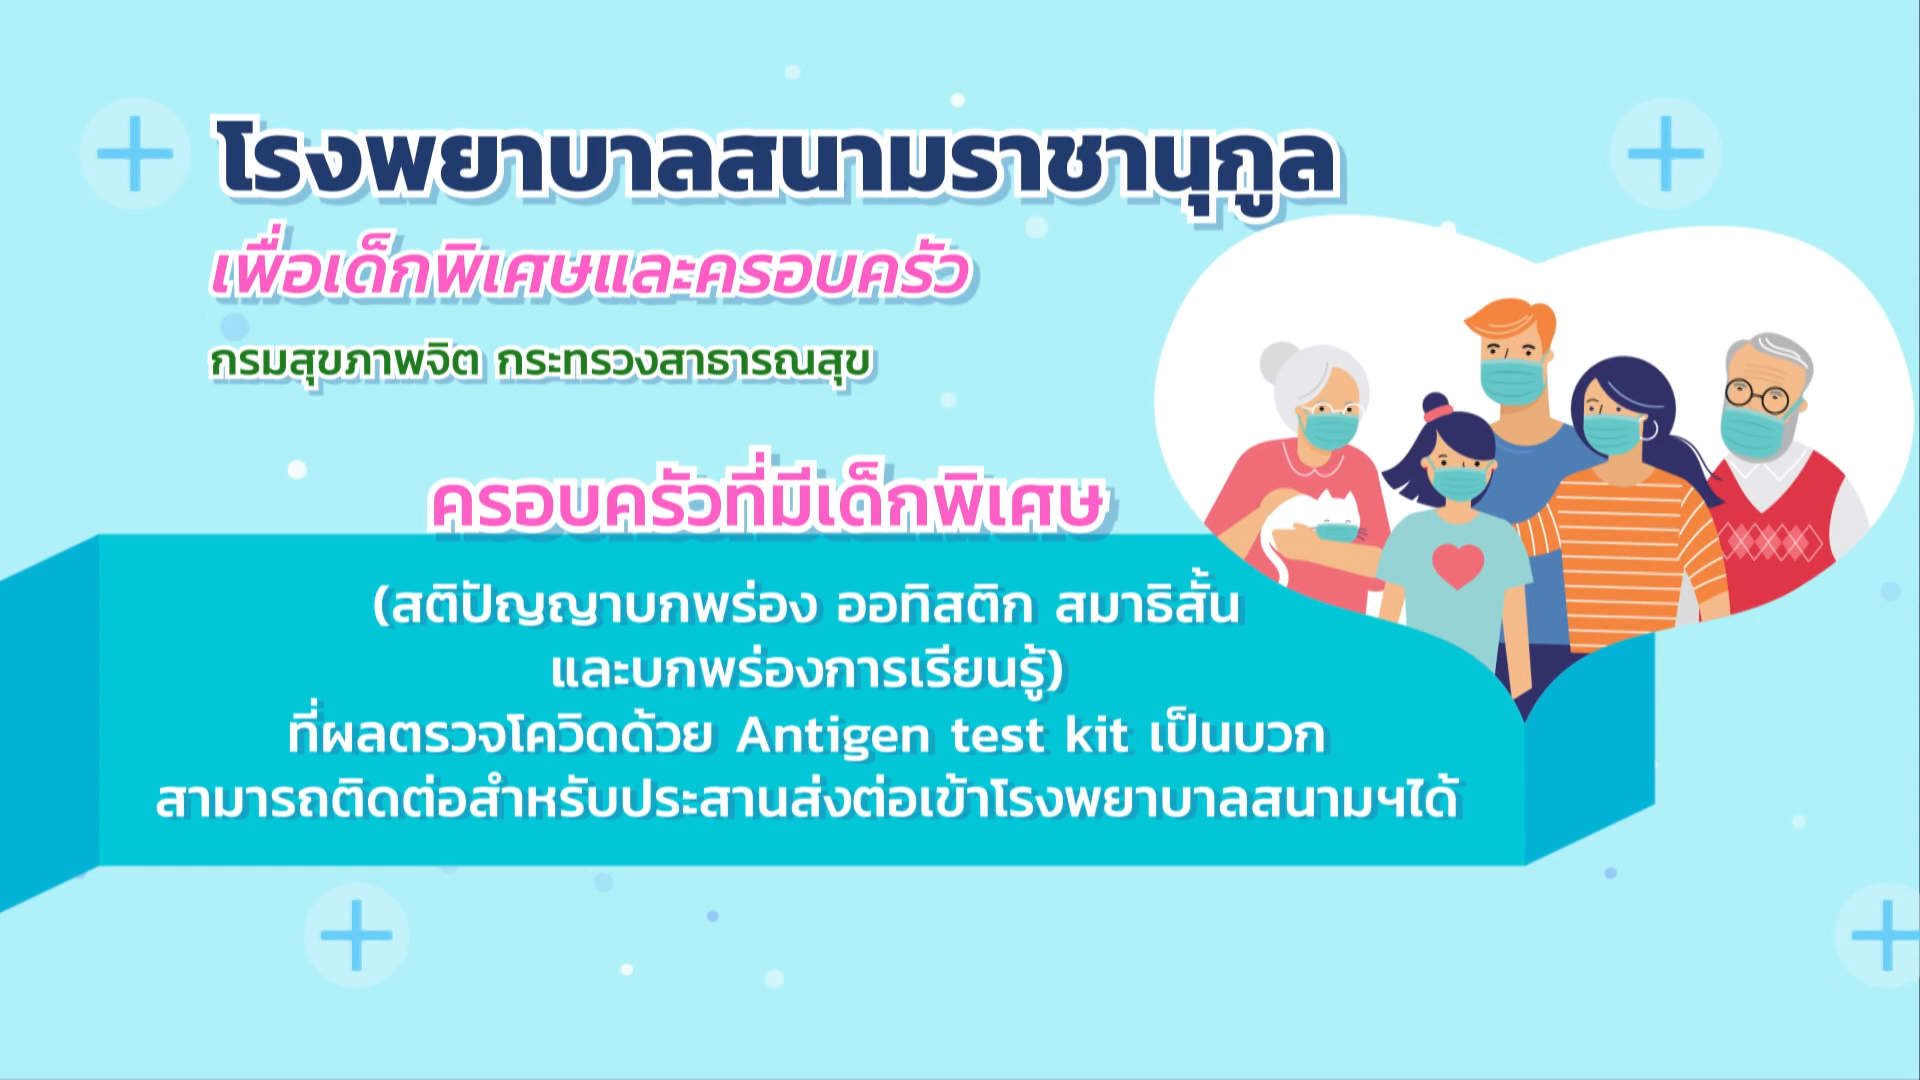 โรงพยาบาลสนามราชานุกูล
เพื่อเด็กพิเศษและครอบครัว
กรมสุขภาพจิต กระทรวงสาธารณสุข
ครอบครัวที่มีเด็กพิเศษ
(สติปัญญาบกพร่อง ออทิสติก สมาธิสั้น
และบกพร่องการเรียนรู้)
ที่ผลตรวจโควิดด้วย Antigen test kit เป็นบวก
สามารถติดต่อสำหรับประสานส่งต่อเข้าโรงพยาบาลสนามฯได้